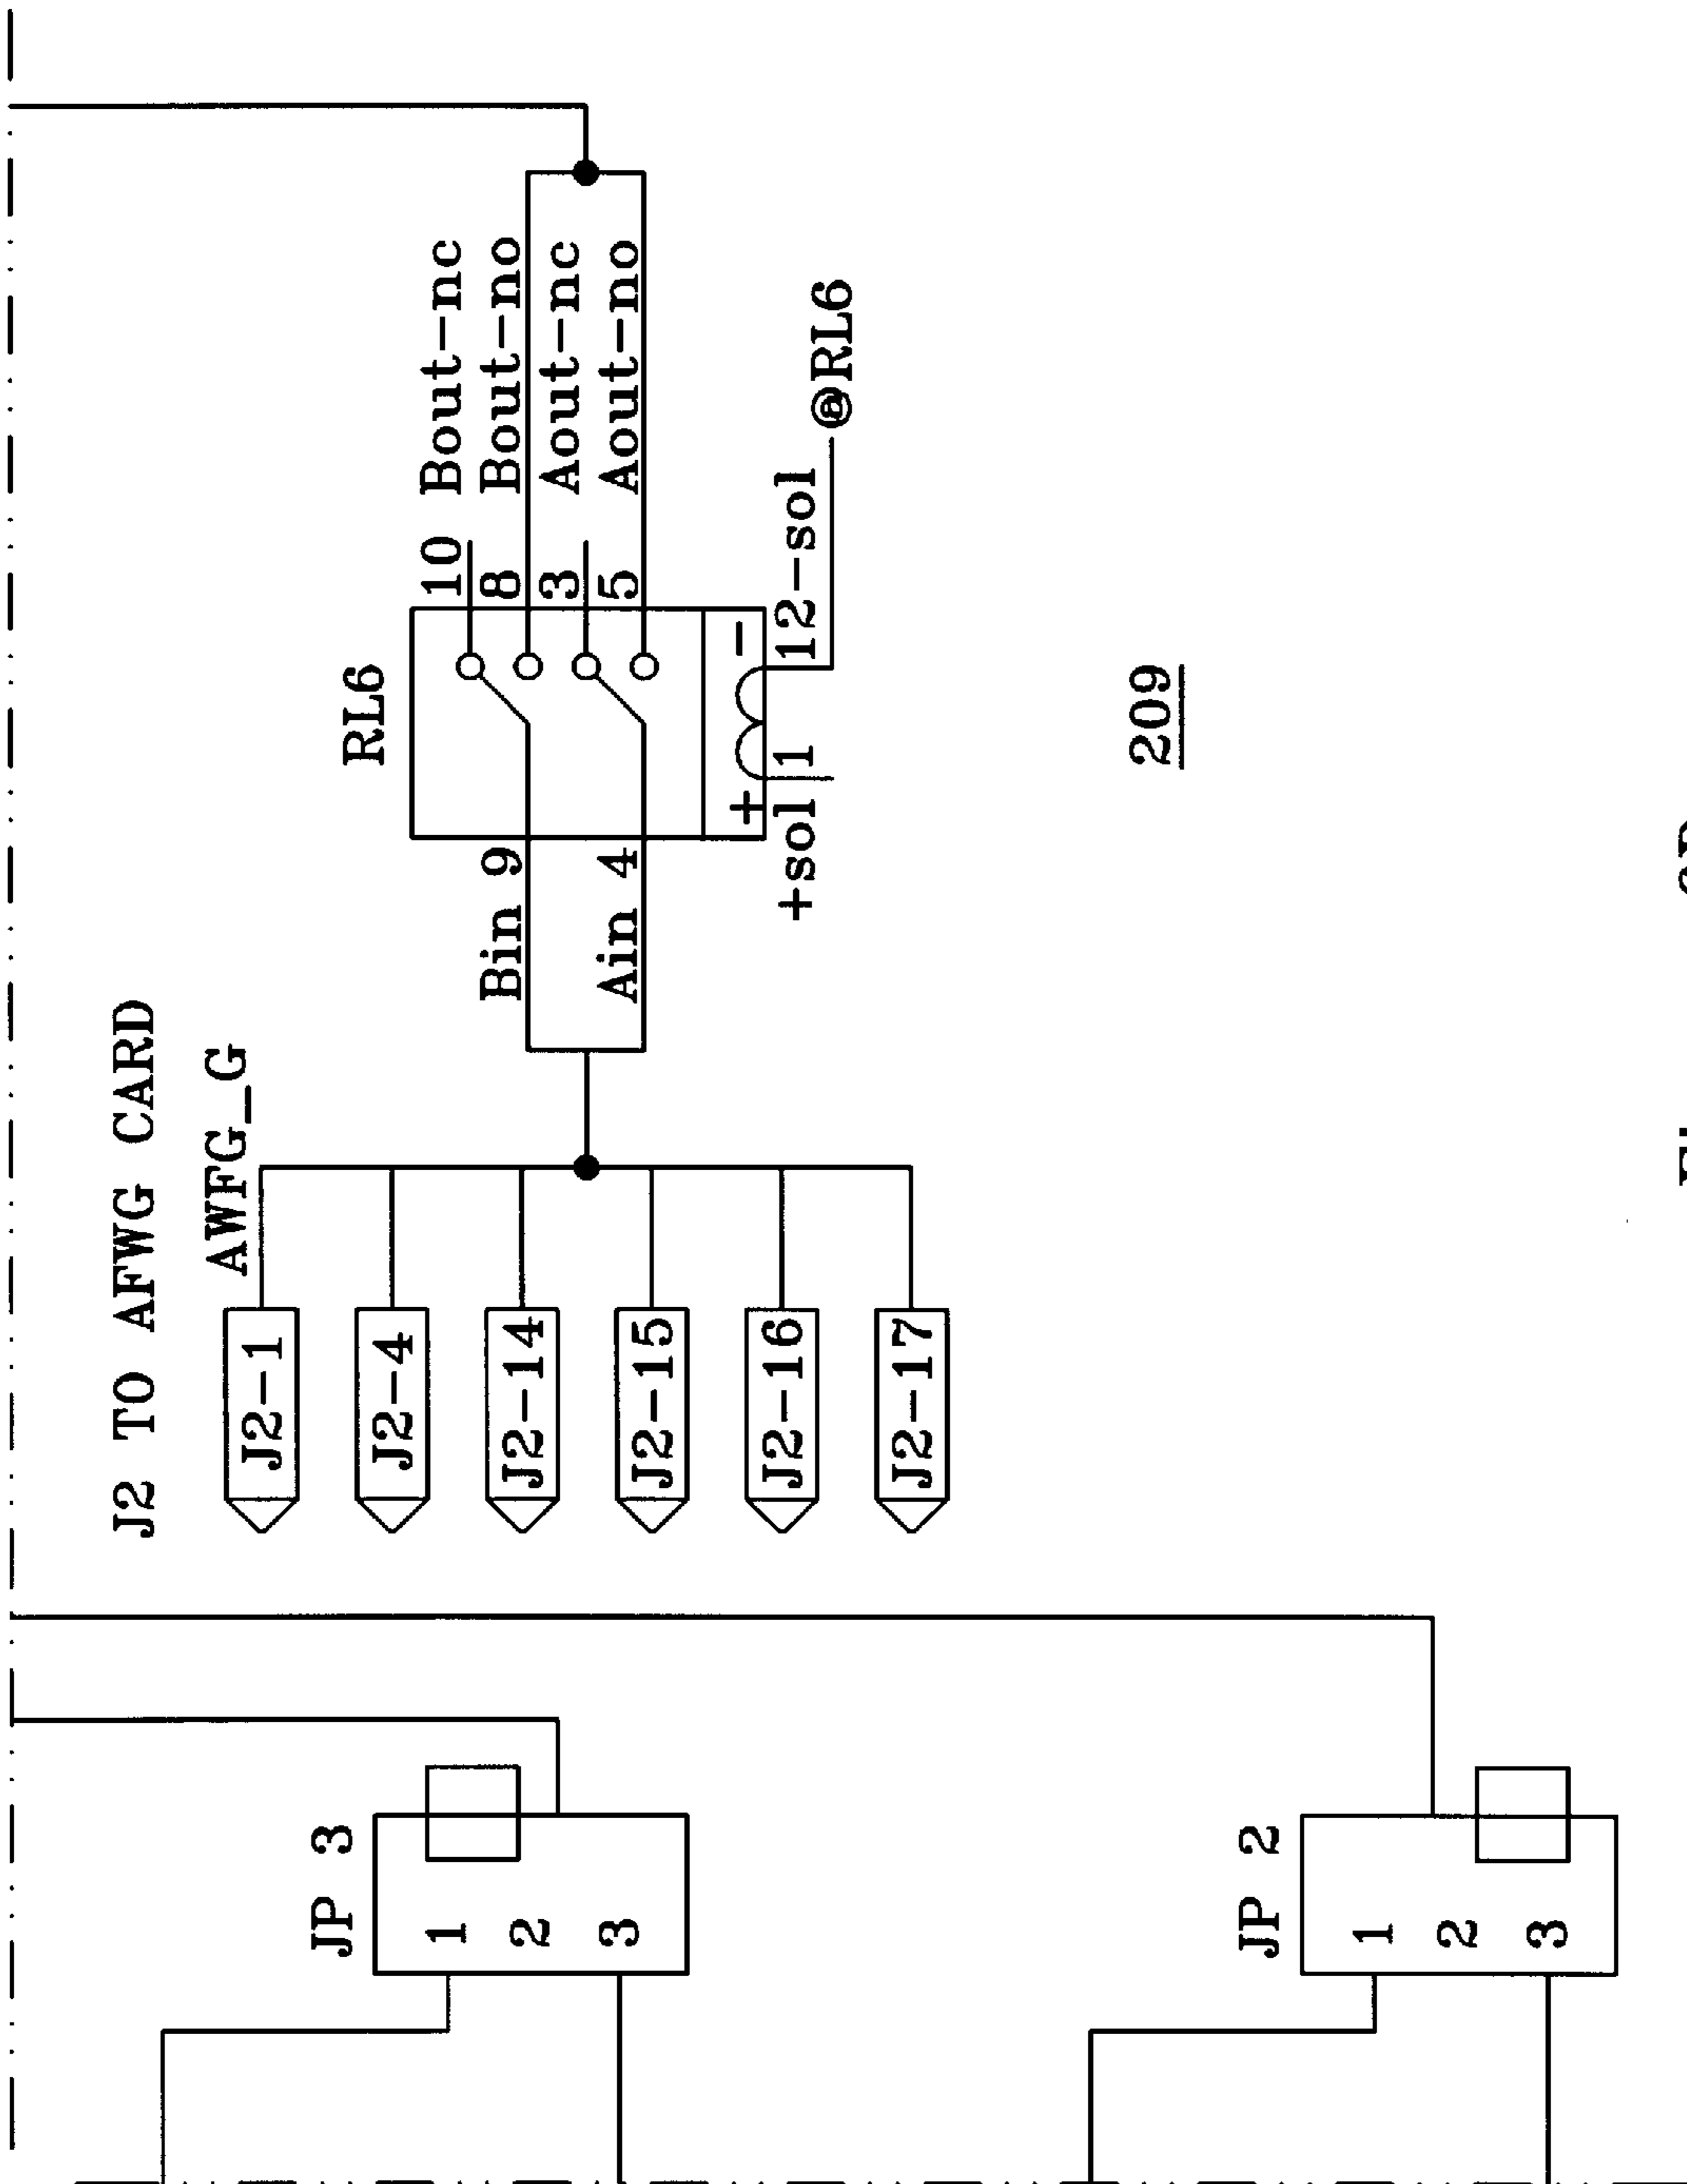 J2 TO AFWG CARD
AWFG_G
J2-1
J2-4
J2-14
J2-15
J2-16
J2-17
RL6
Bin 9
Ain 4
10 Bout-nc
8 Bout-no
3 Aout-nc
5 Aout-no
+ -
+sol 1
12-sol
@RL6
209
JP 3
1
2
3
JP 2
1
2
3